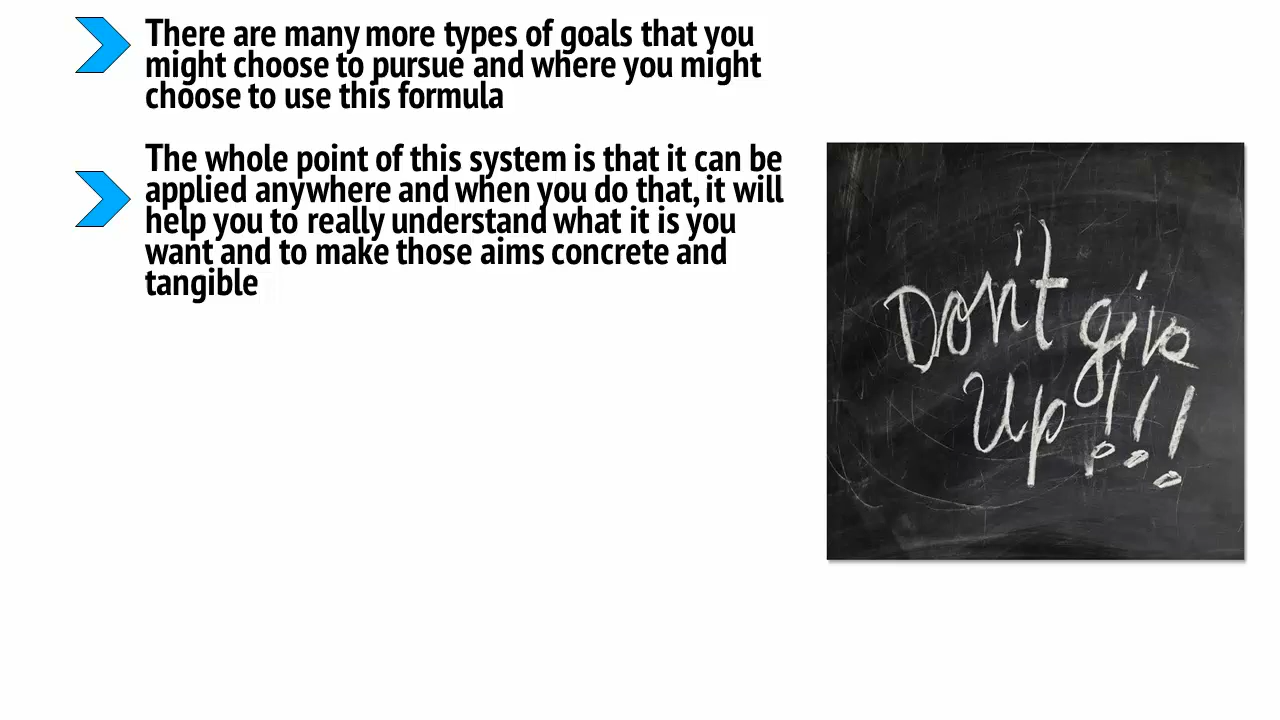 There are many more types of goals that you
might choose to pursue and where you might
choose to use this formula
The whole point of this system is that it can be
applied anywhere and when you do that, it will
help you to really understand what it is you
want and to make those aims concrete and
tangible
Don't give
Up!!!